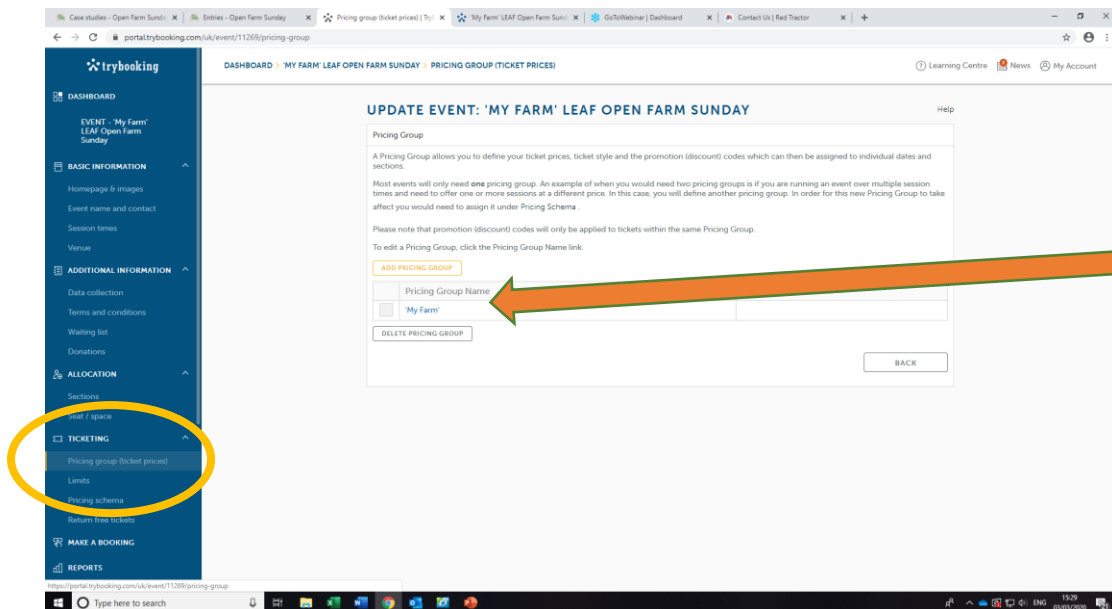 Case studies - Open Farm Sunda
Entries - Open Farm Sunday
Pricing group (ticket prices) | Tryl
'My Farm' LEAF Open Farm Sund
GoToWebinar | Dashboard
Contact Us | Red Tractor
portal.trybooking.com/uk/event/11269/pricing-group
trybooking
DASHBOARD > 'MY FARM' LEAF OPEN FARM SUNDAY > PRICING GROUP (TICKET PRICES)
Learning Centre
News
My Account
DASHBOARD
EVENT - 'My Farm'
LEAF Open Farm
Sunday
BASIC INFORMATION
Homepage & images
Event name and contact
Session times
Venue
ADDITIONAL INFORMATION
Data collection
Terms and conditions
Waiting list
Donations
ALLOCATION
Sections
Seat / space
TICKETING
Pricing group (ticket prices)
Limits
Pricing schema
Return free tickets
MAKE A BOOKING
REPORTS
UPDATE EVENT: 'MY FARM' LEAF OPEN FARM SUNDAY
Help
Pricing Group
A Pricing Group allows you to define your ticket prices, ticket style and the promotion (discount) codes which can then be assigned to individual dates and
sections.
Most events will only need one pricing group. An example of when you would need two pricing groups is if you are running an event over multiple session
times and need to offer one or more sessions at a different price. In this case, you will define another pricing group. In order for this new Pricing Group to take
affect you would need to assign it under Pricing Schema .
Please note that promotion (discount) codes will only be applied to tickets within the same Pricing Group.
To edit a Pricing Group, click the Pricing Group Name link.
ADD PRICING GROUP
Pricing Group Name
'My Farm'
DELETE PRICING GROUP
BACK
https://portal.trybooking.com/uk/event/11269/pricing-group
Type here to search
ENG
15:29
03/03/2020